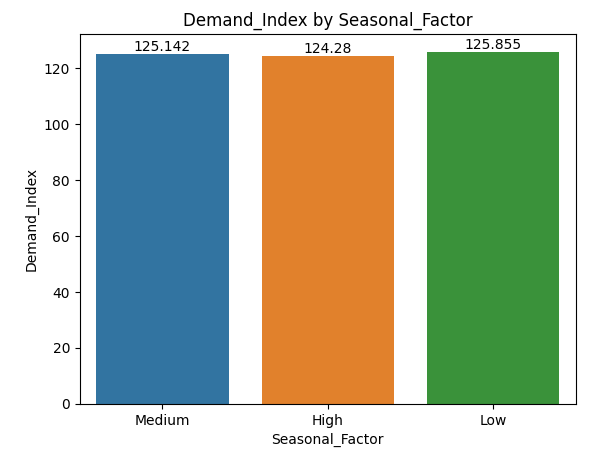 Demand_Index by Seasonal_Factor
125.142
124.28
125.855
120
100
80
60
40
20
0
Demand_Index
Medium
High
Low
Seasonal_Factor